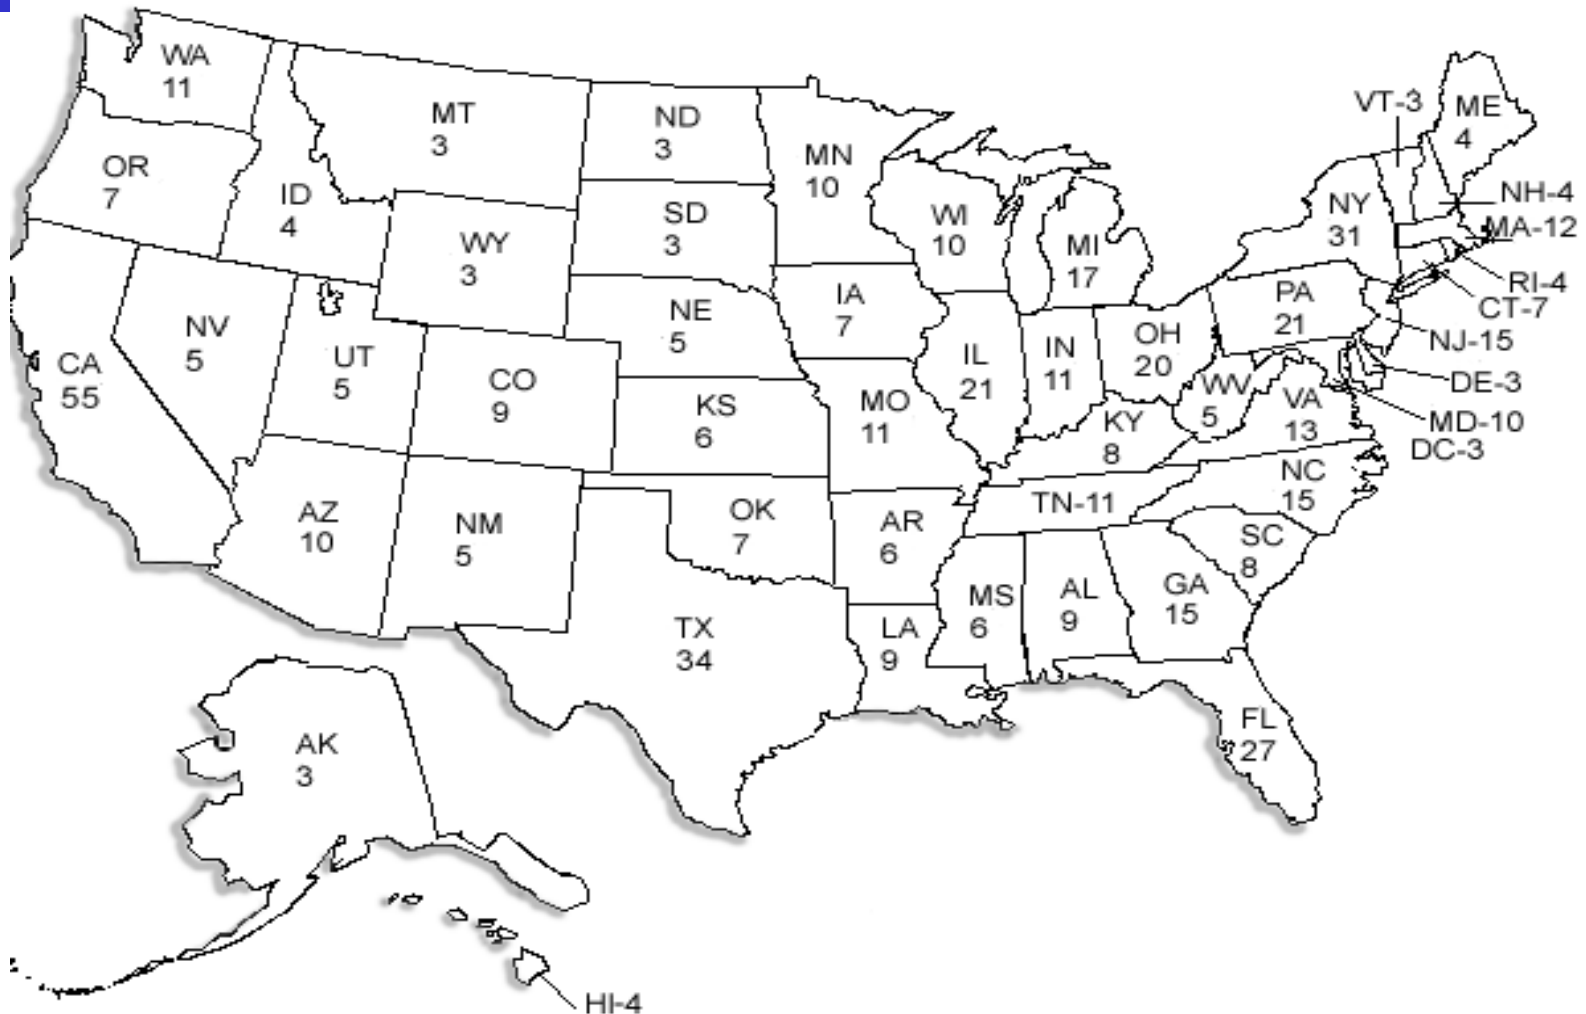 WA
11
MT
3
ND
3
MN
10
VT-3
ME
4
OR
7
ID
4
WY
3
SD
3
WI
10
MI
17
NY
31
NH-4
MA-12
RI-4
CT-7
NJ-15
DE-3
MD-10
DC-3
NV
5
UT
5
CO
9
NE
5
IA
7
IL
21
IN
11
OH
20
PA
21
CA
55
KS
6
MO
11
KY
8
WV
5
VA
13
AZ
10
NM
5
OK
7
AR
6
TN-11
NC
15
SC
8
TX
34
LA
9
MS
6
AL
9
GA
15
FL
27
AK
3
HI-4